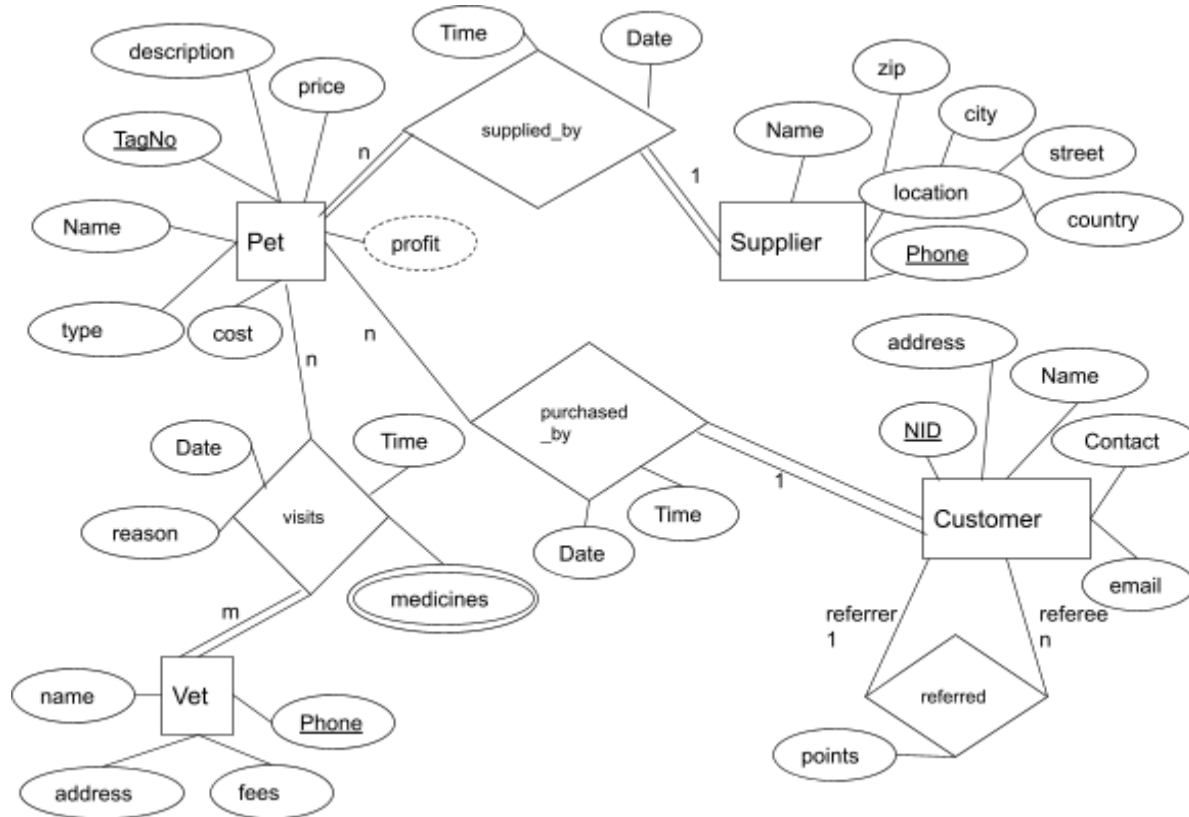 Time
Date
description
zip
price
city
Name
supplied_by
TagNo
street
n
1
location
Name
country
Pet
profit
Supplier
Phone
type
cost
n
n
address
Name
purchased
_by
NID
Contact
Date
Time
1
Customer
reason
visits
Time
Date
email
medicines
m
referrer
1
referee
n
name
Vet
Phone
referred
points
address
fees